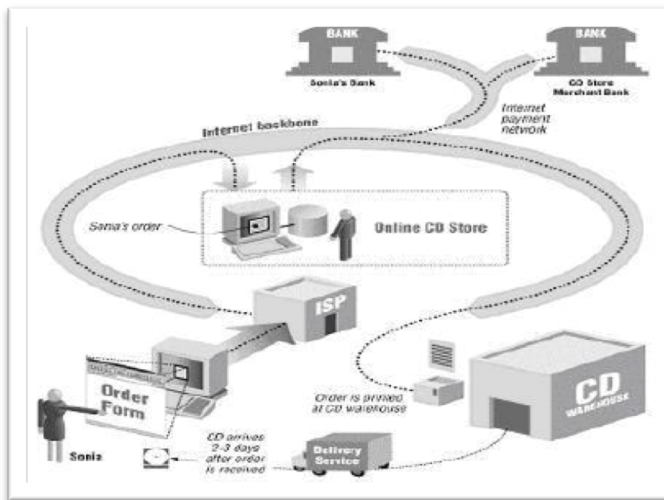 BANK
Sonia's Bank
BANK
CD Store
Merchant Bank
Internet
payment
network
Internet backbone
Sonia's order
Online CD Store
ISP
Order
Form
Sonia
CD arrives
2-3 days
after order
is received
Order is printed
at CD warehouse
Delivery
Service
CD
WAREHOUSE